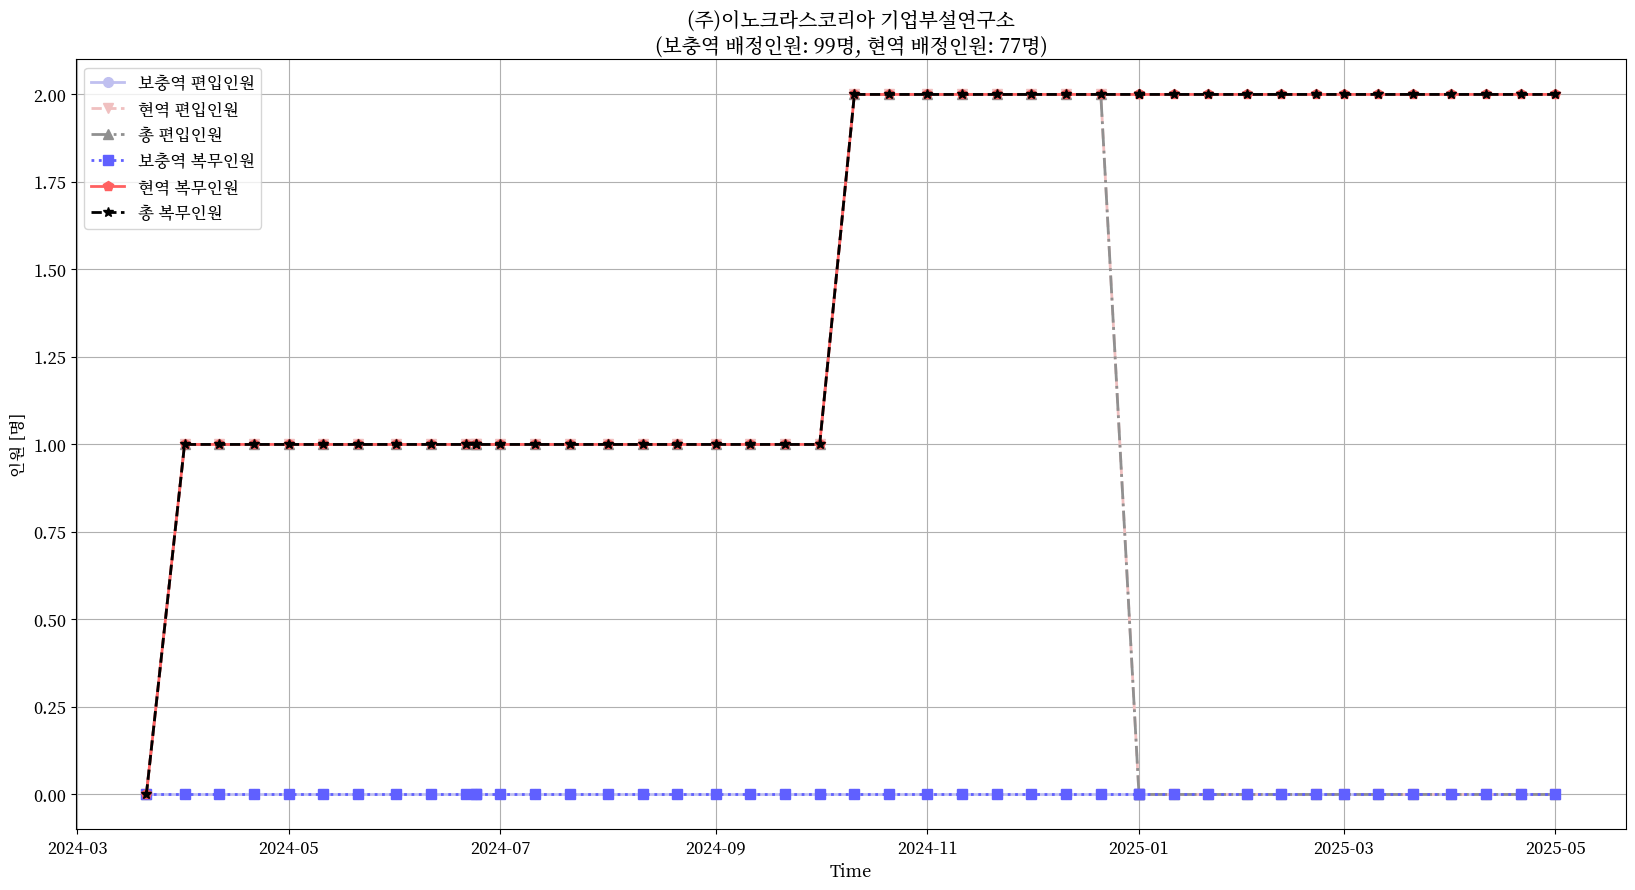 (주)이노크라스코리아 기업부설연구소
(보충역 배정인원: 99명, 현역 배정인원: 77명)
보충역 편입인원
현역 편입인원
총 편입인원
보충역 복무인원
현역 복무인원
총 복무인원
인원 [명]
2.00
1.75
1.50
1.25
1.00
0.75
0.50
0.25
0.00
2024-03
2024-05
2024-07
2024-09
2024-11
2025-01
2025-03
2025-05
Time